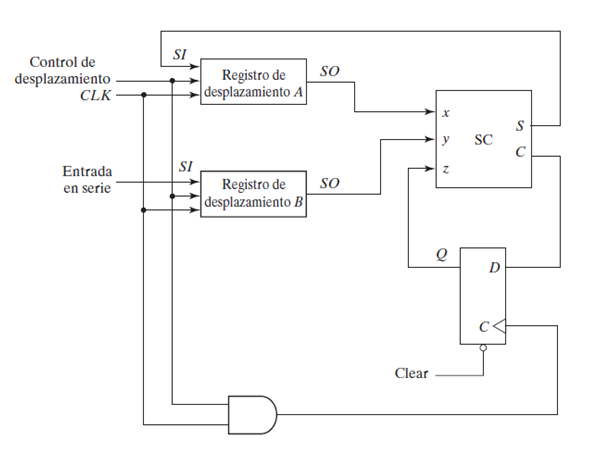 Control de
desplazamiento
CLK
SI
Registro de
desplazamiento A
SO
x
y
z
SC
S
C
Entrada
en serie
SI
Registro de
desplazamiento B
SO
Q
D
C
Clear